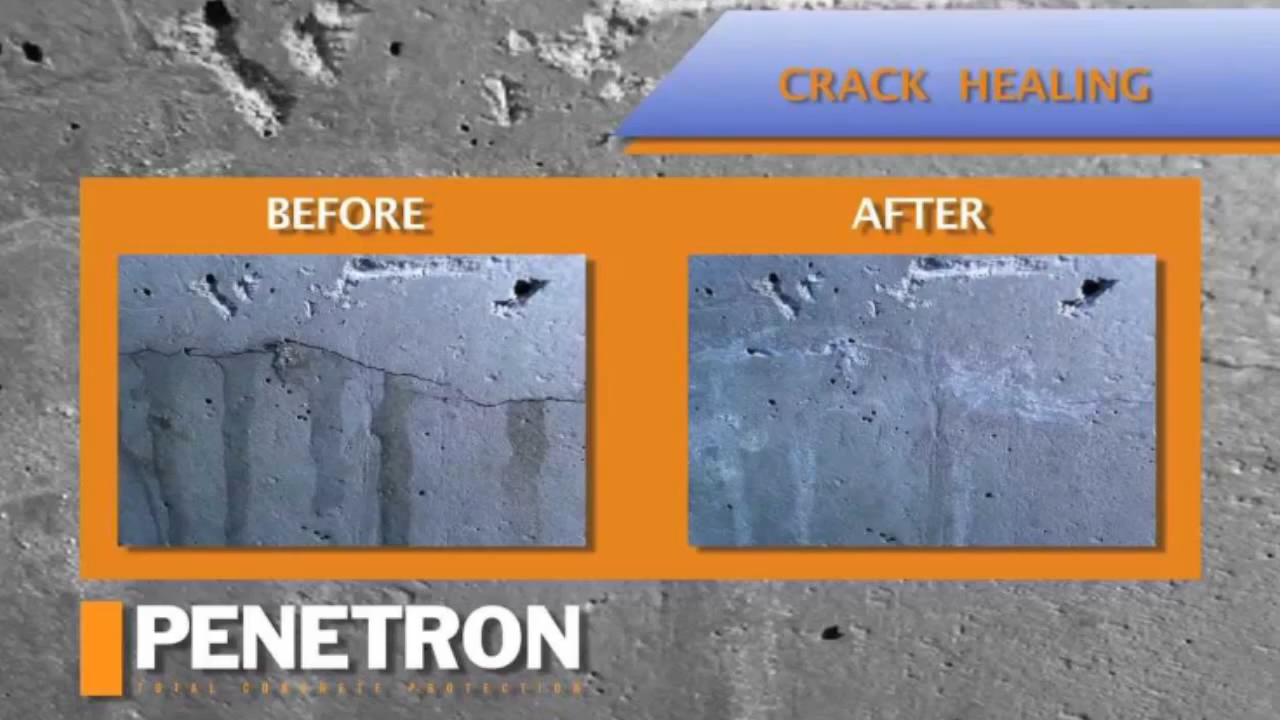 CRACK HEALING
BEFORE
AFTER
PENETRON
TOTAL CONCRETE PROTECTION